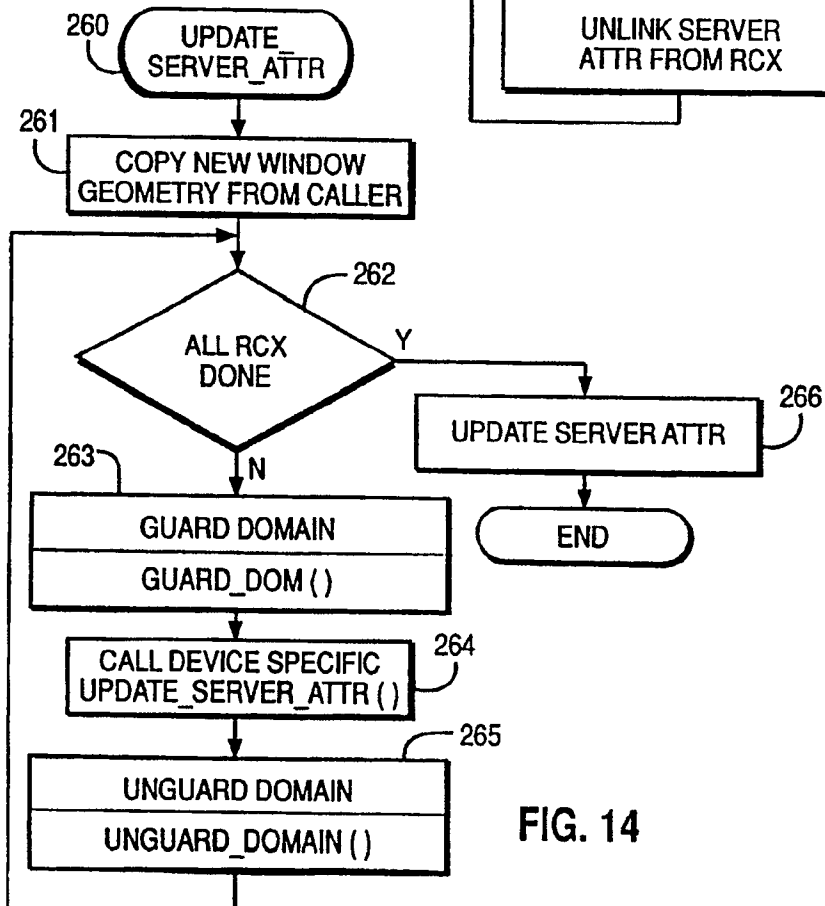 260
UPDATE_
SERVER_ATTR
UNLINK SERVER
ATTR FROM RCX
261
COPY NEW WINDOW
GEOMETRY FROM CALLER
262
ALL RCX
DONE
Y
N
266
UPDATE SERVER ATTR
END
263
GUARD DOMAIN
GUARD_DOM ( )
264
CALL DEVICE SPECIFIC
UPDATE_SERVER_ATTR ( )
265
UNGUARD DOMAIN
UNGUARD_DOMAIN ( )
FIG. 14